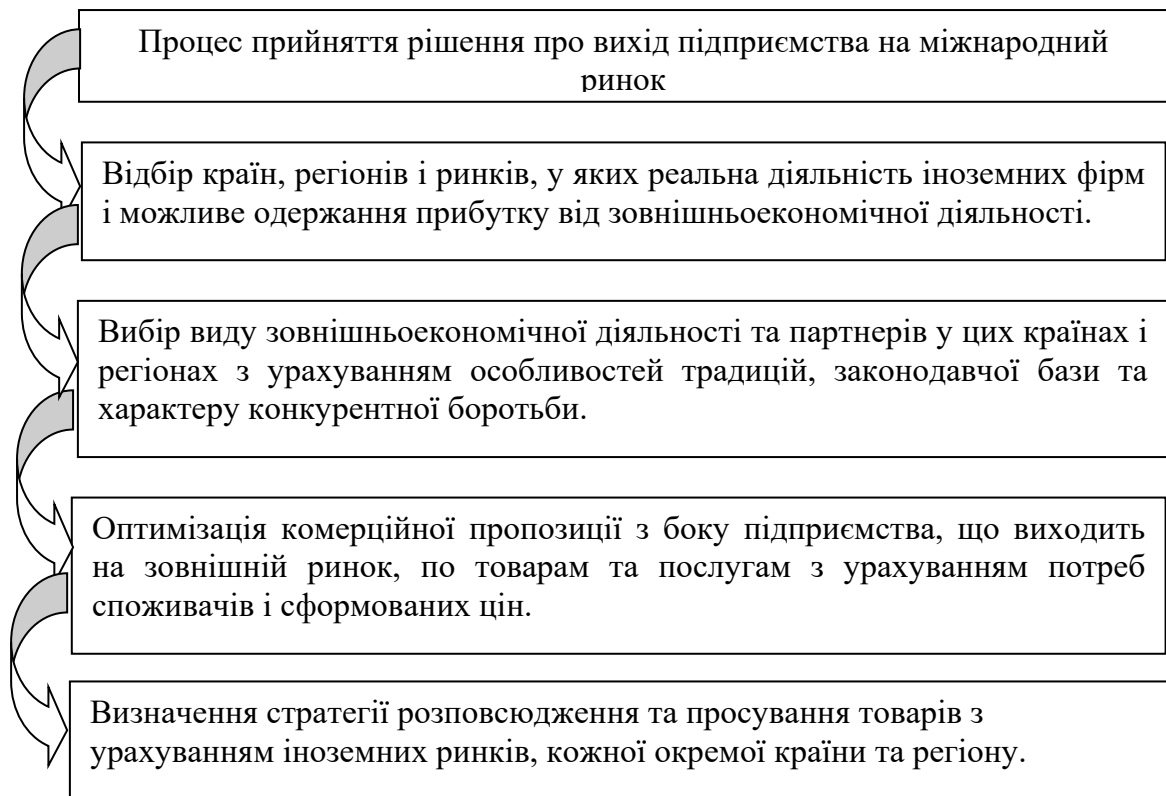 Процес прийняття рішення про вихід підприємства на міжнародний
ринок
Відбір країн, регіонів і ринків, у яких реальна діяльність іноземних фірм
і можливе одержання прибутку від зовнішньоекономічної діяльності.
Вибір виду зовнішньоекономічної діяльності та партнерів у цих країнах і
регіонах з урахуванням особливостей традицій, законодавчої бази та
характеру конкурентної боротьби.
Оптимізація комерційної пропозиції з боку підприємства, що виходить
на зовнішній ринок, по товарам та послугам з урахуванням потреб
споживачів і сформованих цін.
Визначення стратегії розповсюдження та просування товарів з
урахуванням іноземних ринків, кожної окремої країни та регіону.